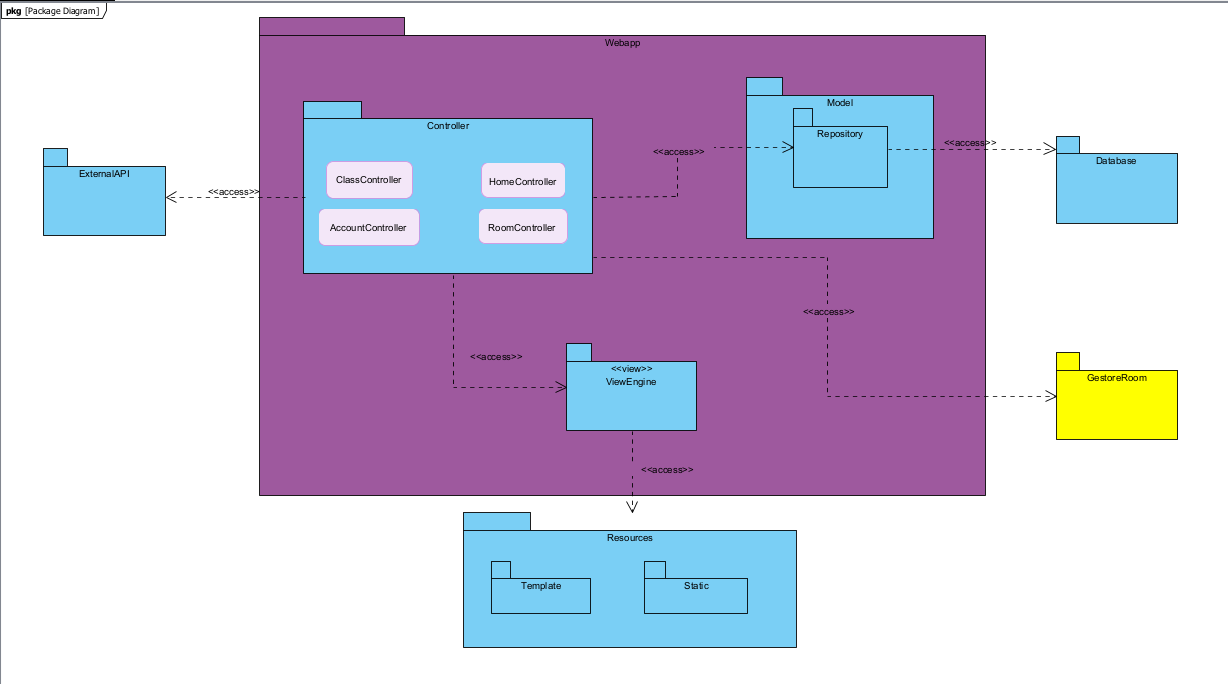 pkg [Package Diagram]
Webapp
Model
Controller
Repository
<<access>>
<<access>>
Database
ExternalAPI
ClassController
HomeController
<<access>>
AccountController
RoomController
<<access>>
<<access>>
<<view>>
ViewEngine
GestoreRoom
<<access>>
Resources
Template
Static